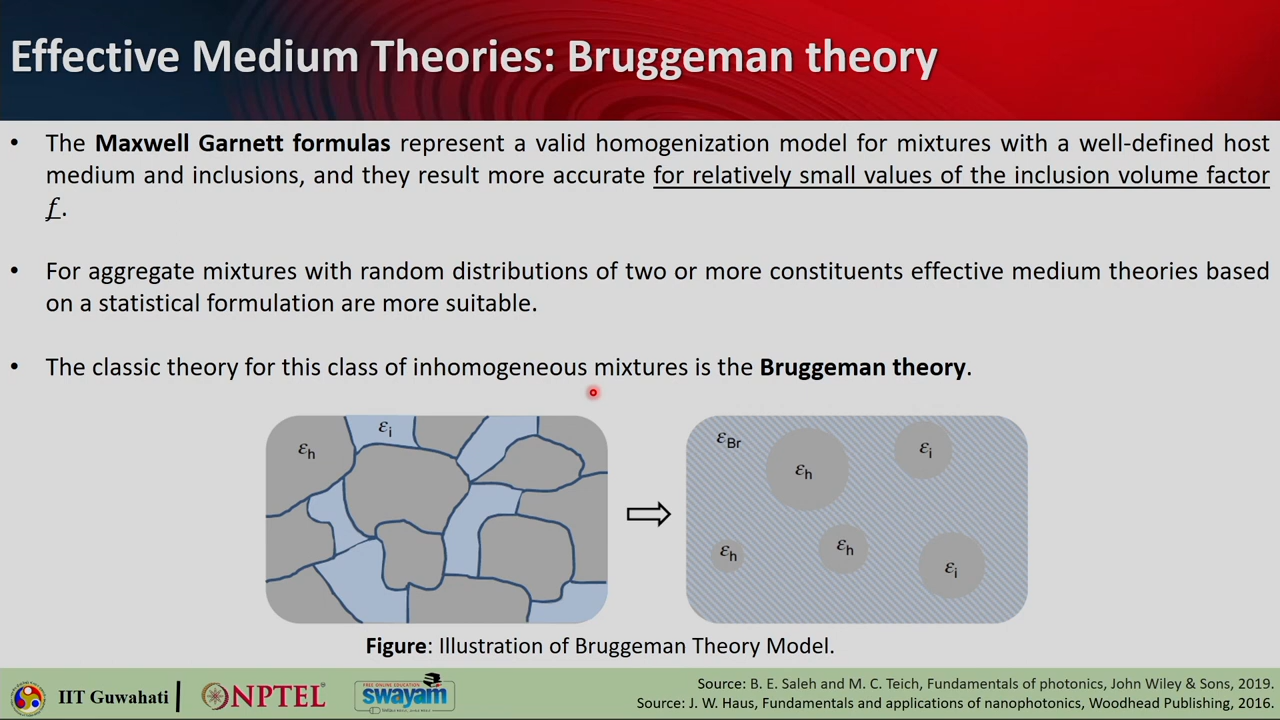 Effective Medium Theories: Bruggeman theory
• The Maxwell Garnett formulas represent a valid homogenization model for mixtures with a well-defined host
medium and inclusions, and they result more accurate for relatively small values of the inclusion volume factor
f.
• For aggregate mixtures with random distributions of two or more constituents effective medium theories based
on a statistical formulation are more suitable.
• The classic theory for this class of inhomogeneous mixtures is the Bruggeman theory.
εh
εi
εBr
εh
εi
εh
εh
εi
Figure: Illustration of Bruggeman Theory Model.
IIT Guwahati
NPTEL
FREE ONLINE EDUCATION
swayam
Source: B. E. Saleh and M. C. Teich, Fundamentals of photonics, John Wiley & Sons, 2019.
Source: J. W. Haus, Fundamentals and applications of nanophotonics, Woodhead Publishing, 2016.